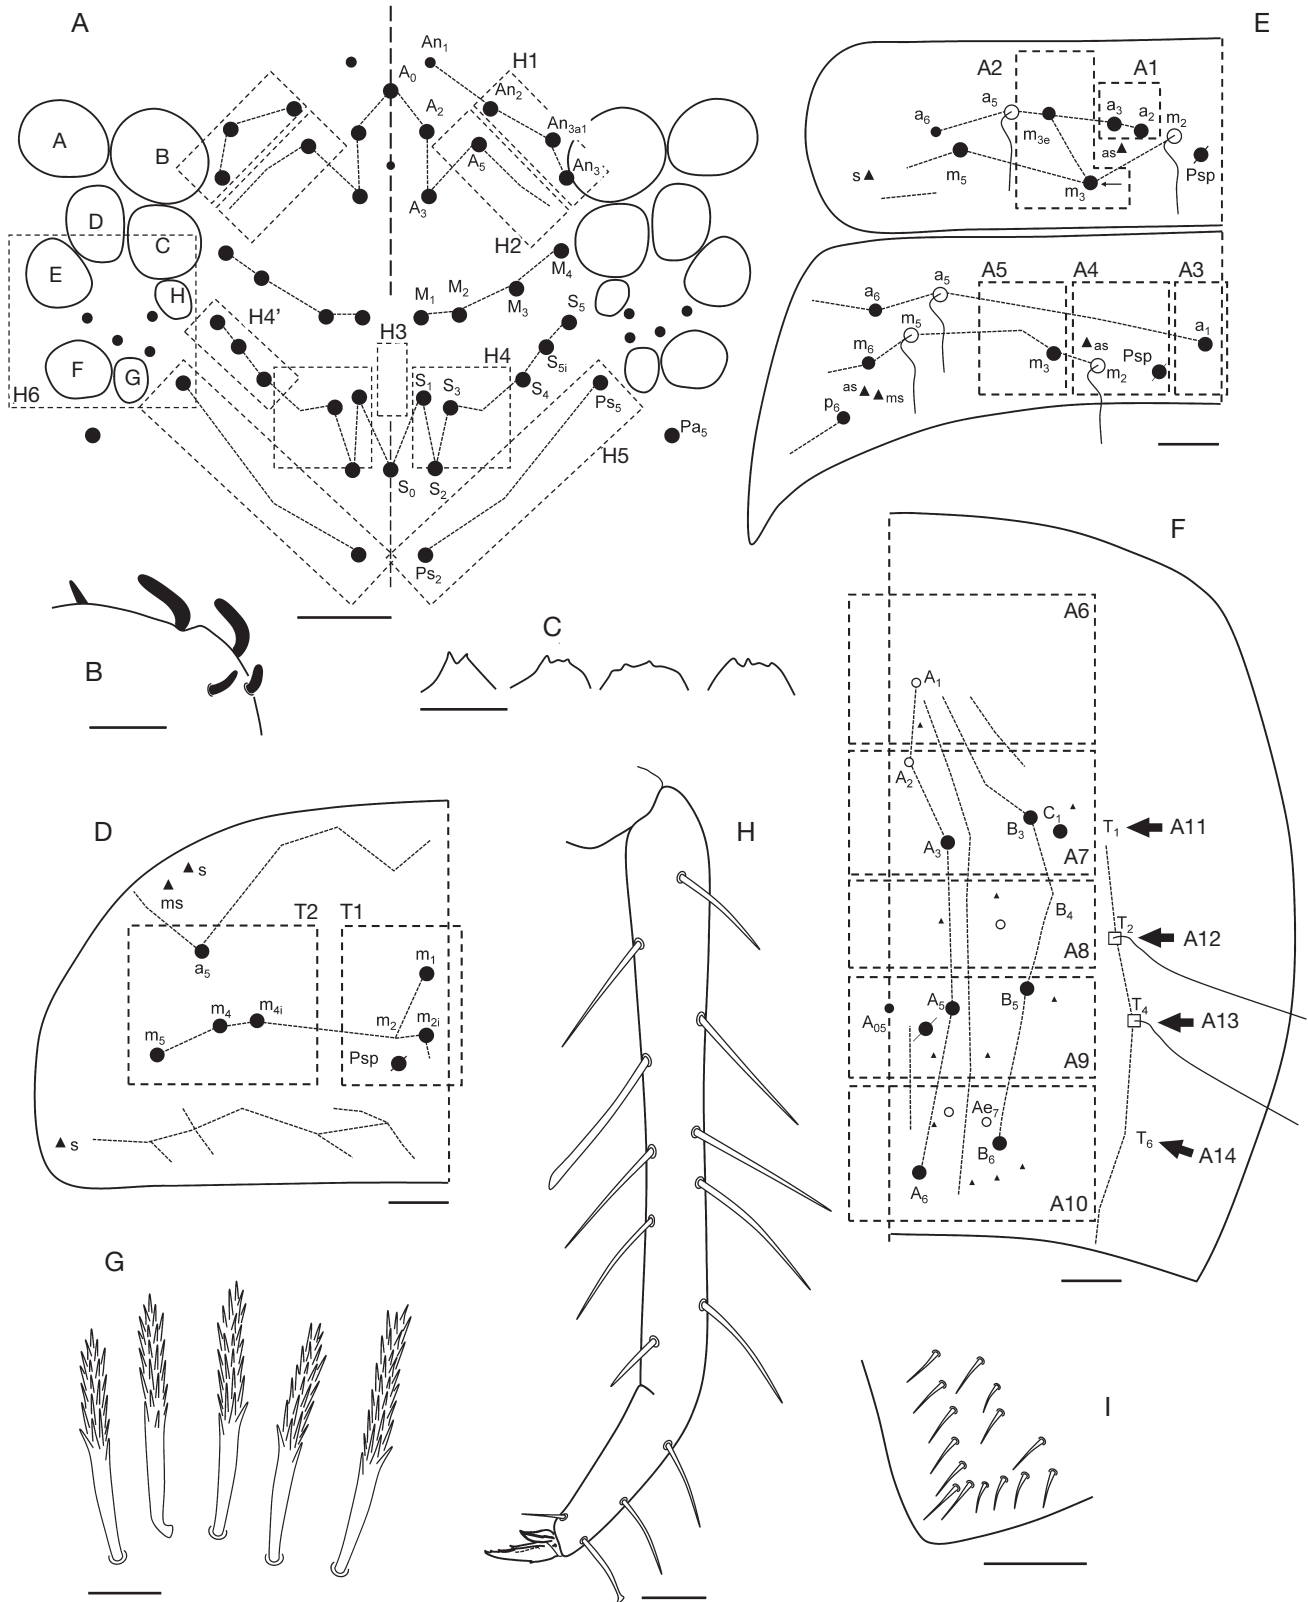 A
An1
A0
H1
An2
A2
An3a1
A5
An3
A3
H2
A
B
D
C
E
H
F
G
H6
H4’
H3
H4
M1
M2
M3
M4
S5
S5i
S4
S1
S3
S0
S2
Ps5
Pa5
H5
Ps2
B
C
E
A2
A1
a5
a6
m3e
a3
a2
m2
as
Psp
s
m5
m3
A5
A4
A3
a5
a6
m5
a1
as
m6
m3
m2
Psp
as
ms
p6
F
A6
A1
A2
C1
B3
A3
A7
T1
A11
B4
A8
T2
A12
A5
B5
A05
T4
A13
A9
Ae7
B6
A6
A10
T6
A14
D
s
ms
T2
T1
a5
m1
m4
m4i
m2
m2i
m5
Psp
s
G
H
I